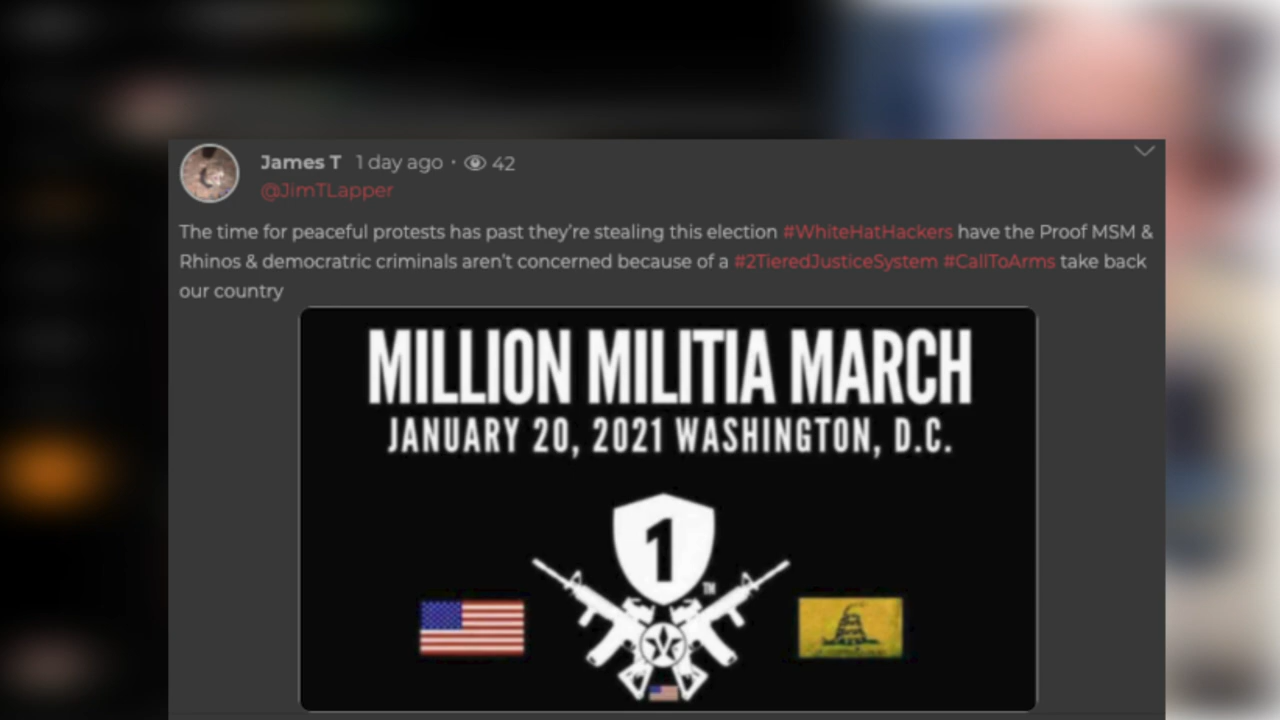 James T 1 day ago · 42
@JimTLapper
The time for peaceful protests has past they're stealing this election #WhiteHatHackers have the Proof MSM &
Rhinos & democratric criminals aren't concerned because of a #2TieredJusticeSystem #CallToArms take back
our country
MILLION MILITIA MARCH
JANUARY 20, 2021 WASHINGTON, D.C.
1
TM